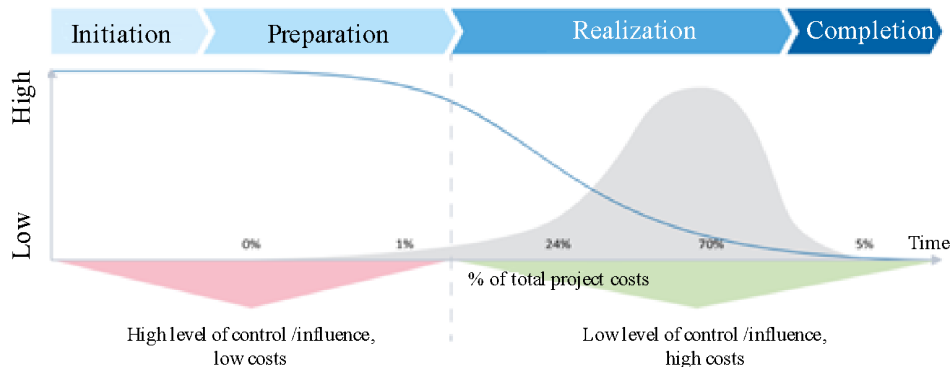 Initiation
Preparation
Realization
Completion
High
Low
0%
1%
24%
70%
5%
Time
% of total project costs
High level of control /influence,
low costs
Low level of control /influence,
high costs